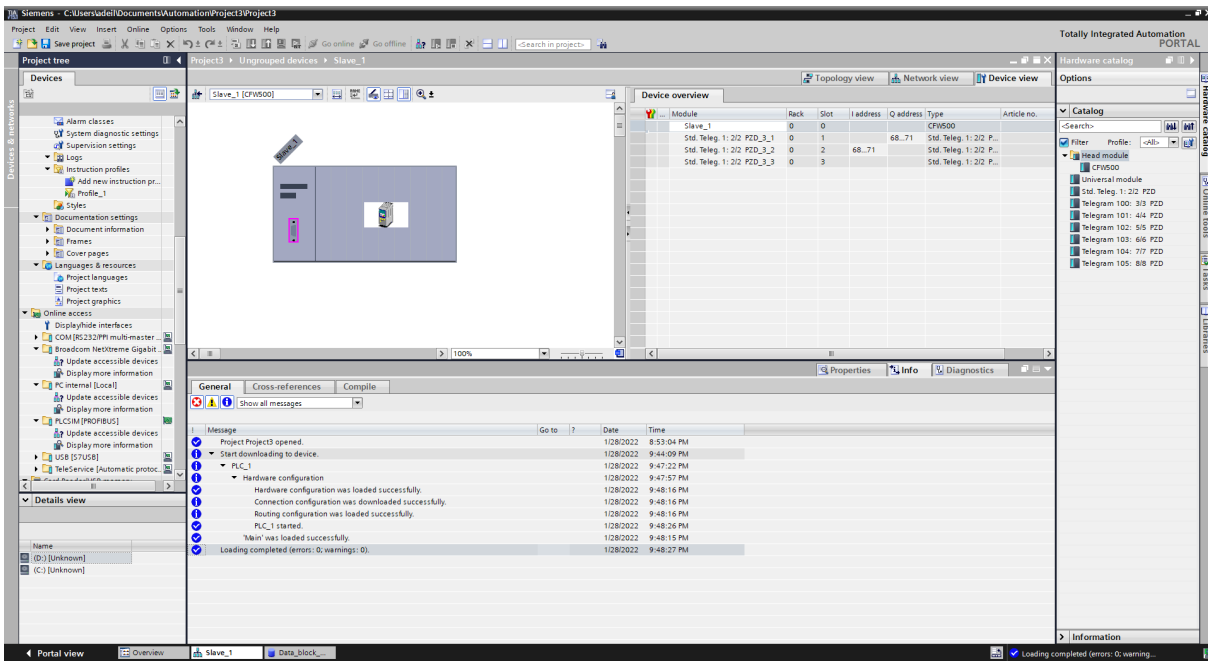 Siemens - C:\Users\adeil\Documents\Automation\Project3\Project3
Project Edit View Insert Online Options Tools Window Help
Totally Integrated Automation
PORTAL
Save project Go online Go offline <Search in project>
Project tree
Project3 Ungrouped devices Slave_1
Hardware catalog
Devices
Topology view Network view Device view
Options
Slave_1 [CFW500]
Device overview
... Module Rack Slot I address Q address Type Article no.
Slave_1 0 0 CFW500
Std. Teleg. 1: 2/2 PZD_3_1 0 1 68...71 Std. Teleg. 1: 2/2 P...
Std. Teleg. 1: 2/2 PZD_3_2 0 2 68...71 Std. Teleg. 1: 2/2 P...
Std. Teleg. 1: 2/2 PZD_3_3 0 3 Std. Teleg. 1: 2/2 P...
Slave_1
100%
Devices & networks
Alarm classes
System diagnostic settings
Supervision settings
Logs
Instruction profiles
Add new instruction pr...
Profile_1
Styles
Documentation settings
Document information
Frames
Cover pages
Languages & resources
Project languages
Project texts
Project graphics
Online access
Display/hide interfaces
COM [RS232/PPI multi-master ...
Broadcom NetXtreme Gigabit ...
Update accessible devices
Display more information
PC internal [Local]
Update accessible devices
Display more information
PLCSIM [PROFIBUS]
Update accessible devices
Display more information
USB [S7USB]
TeleService [Automatic protoc...
Details view
Name
(D:) [Unknown]
(C:) [Unknown]
Catalog
<Search>
Filter Profile: <All>
Head module
CFW500
Universal module
Std. Teleg. 1: 2/2 PZD
Telegram 100: 3/3 PZD
Telegram 101: 4/4 PZD
Telegram 102: 5/5 PZD
Telegram 103: 6/6 PZD
Telegram 104: 7/7 PZD
Telegram 105: 8/8 PZD
Information
Hardware catalog
Online tools
Tasks
Libraries
Properties Info Diagnostics
General Cross-references Compile
Show all messages
! Message Go to ? Date Time
Project Project3 opened. 1/28/2022 8:53:04 PM
Start downloading to device. 1/28/2022 9:44:09 PM
PLC_1 1/28/2022 9:47:22 PM
Hardware configuration 1/28/2022 9:47:57 PM
Hardware configuration was loaded successfully. 1/28/2022 9:48:16 PM
Connection configuration was downloaded successfully. 1/28/2022 9:48:16 PM
Routing configuration was loaded successfully. 1/28/2022 9:48:16 PM
PLC_1 started. 1/28/2022 9:48:26 PM
'Main' was loaded successfully. 1/28/2022 9:48:15 PM
Loading completed (errors: 0; warnings: 0). 1/28/2022 9:48:27 PM
Portal view Overview Slave_1 Data_block_... Loading completed (errors: 0; warning...